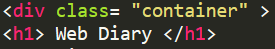 <div class= "container" >
<h1> Web Diary </h1>